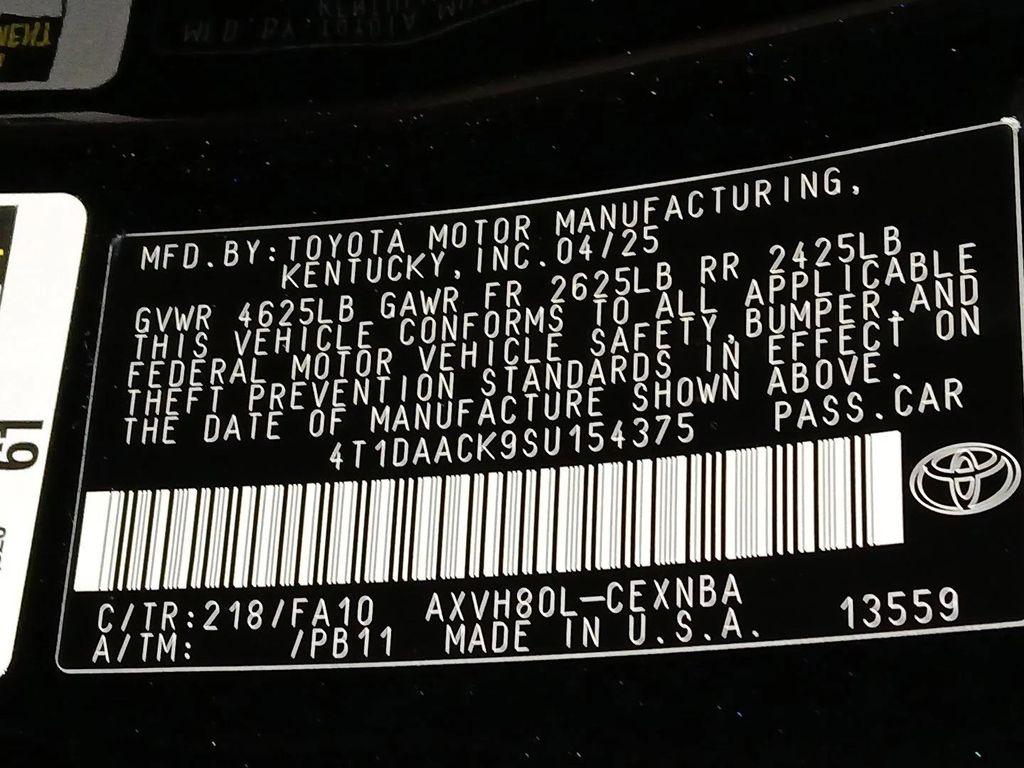 MFD.BY:TOYOTA MOTOR MANUFACTURING,
KENTUCKY, INC. 04/25
GVWR 4625LB GAWR FR 2625LB RR 2425LB
THIS VEHICLE CONFORMS TO ALL APPLICABLE
FEDERAL MOTOR VEHICLE SAFETY,BUMPER,AND
THEFT PREVENTION STANDARDS IN EFFECT ON
THE DATE OF MANUFACTURE SHOWN ABOVE.
4T1DAACK9SU154375 PASS.CAR
C/TR:218/FA10 AXVH80L-CEXNBA 13559
A/TM: /PB11 MADE IN U.S.A.